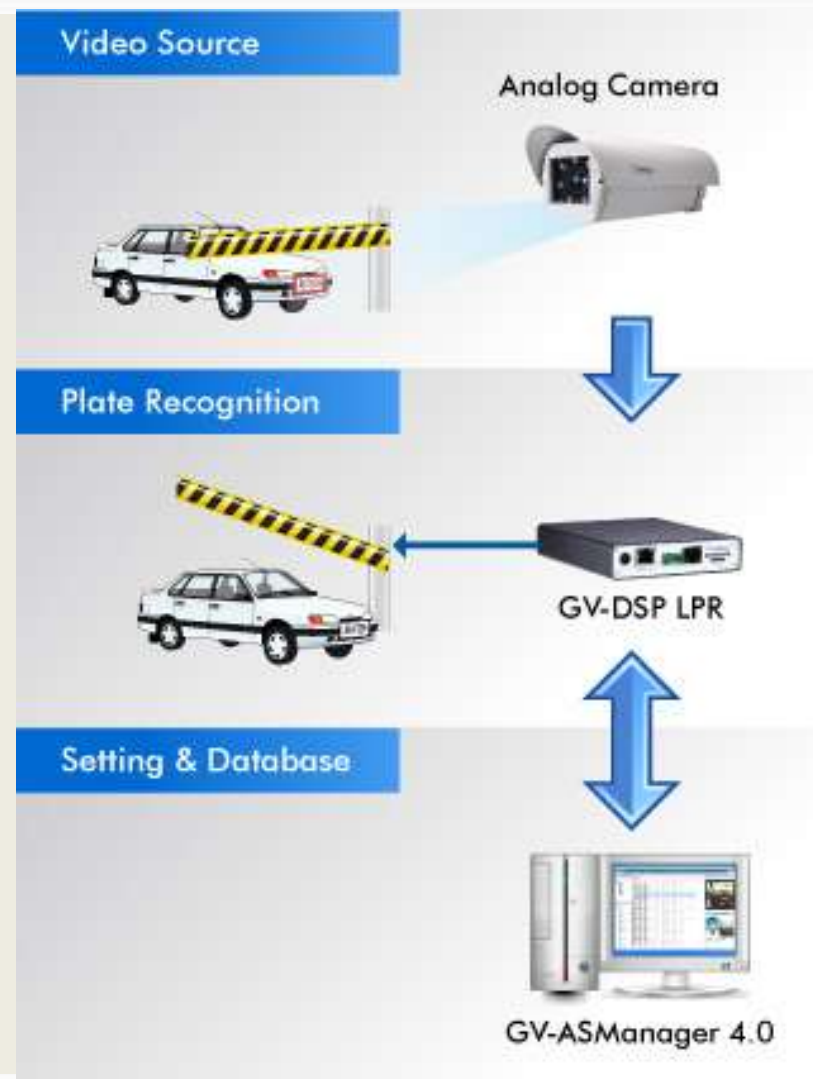 Video Source
Analog Camera
Plate Recognition
GV-DSP LPR
Setting & Database
GV-ASManager 4.0